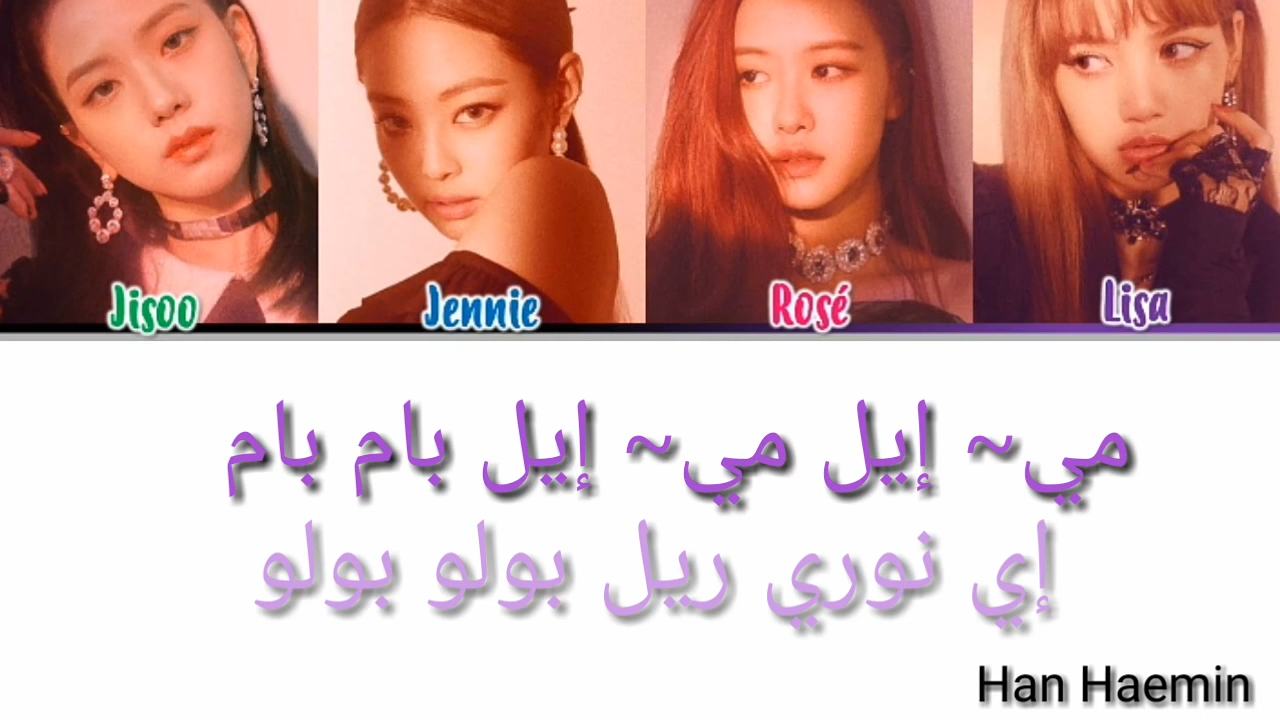 Jisoo
Jennie
Rosé
Lisa
مي~ إيل مي~ إيل بام بام
إي نوري ريل بولو بولو
Han Haemin